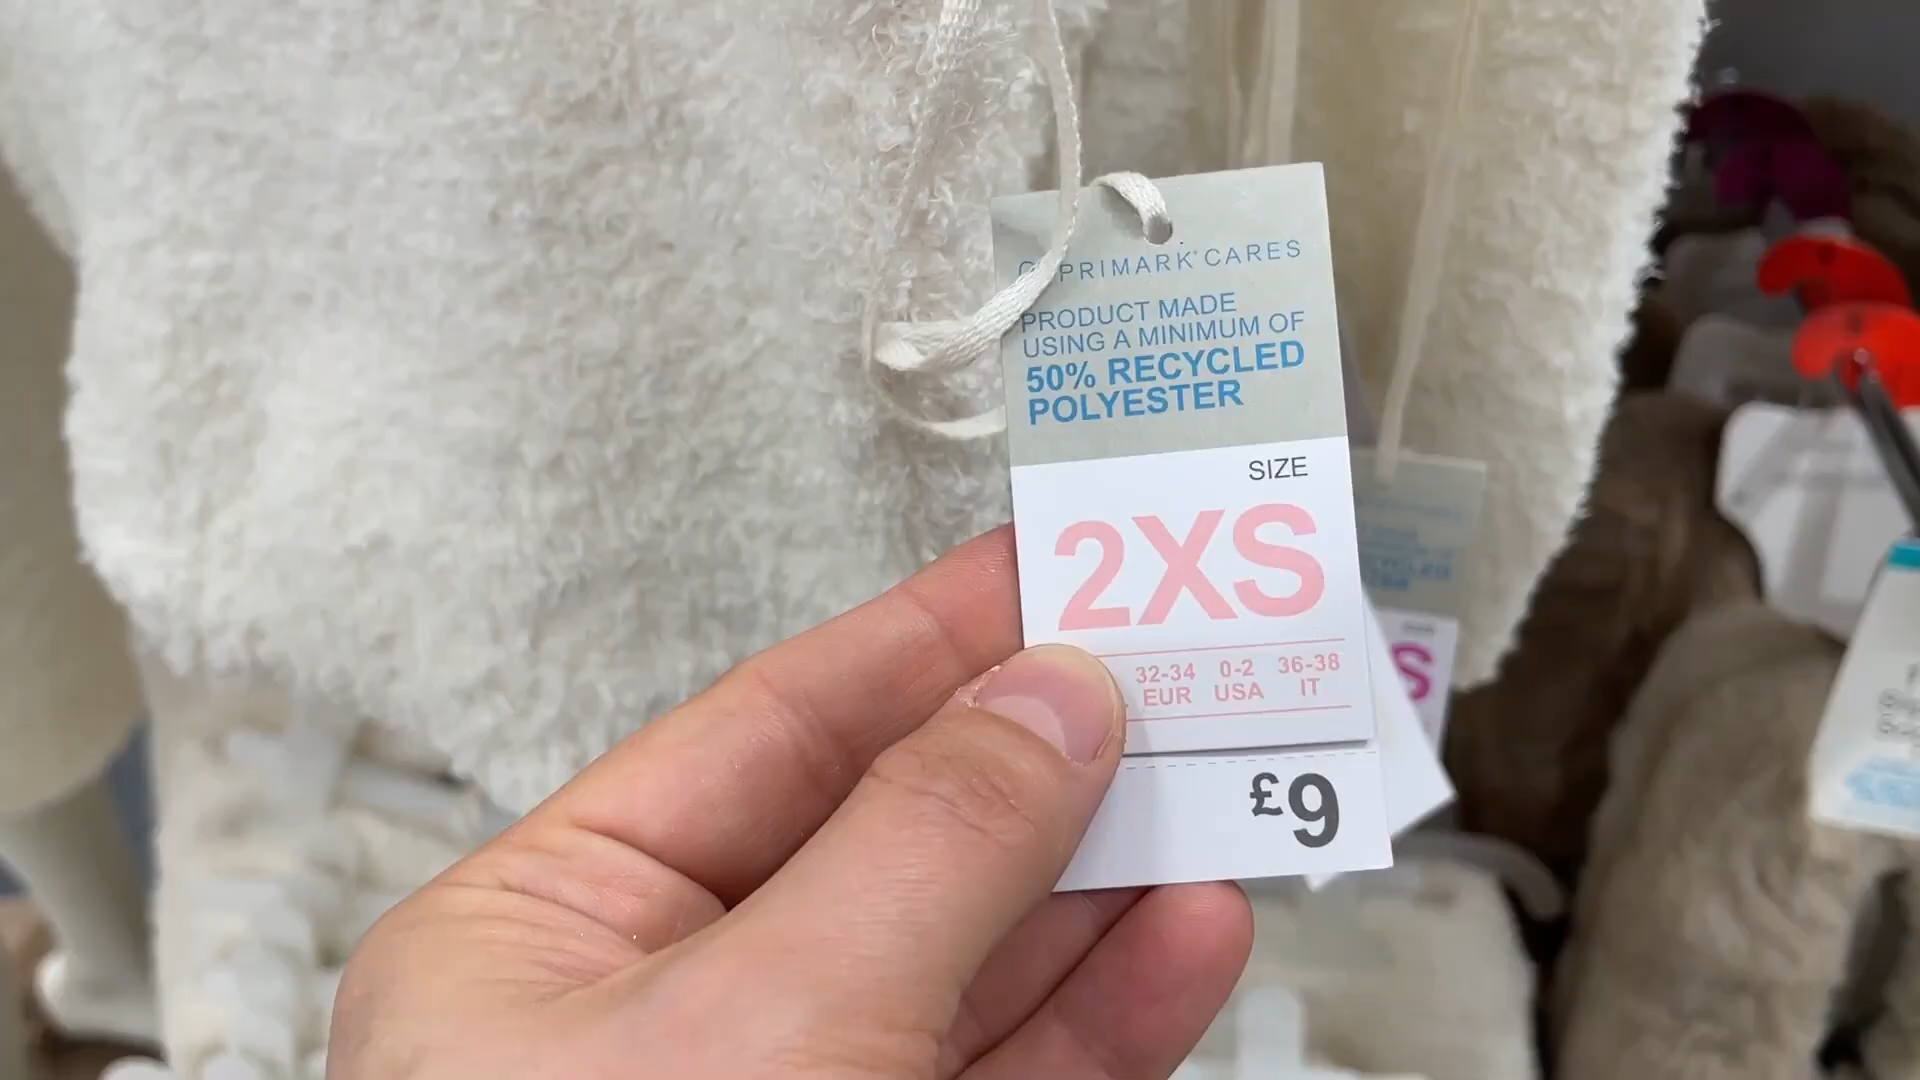 PRIMARK® CARES
PRODUCT MADE
USING A MINIMUM OF
50% RECYCLED
POLYESTER
SIZE
2XS
32-34 0-2 36-38
EUR USA IT
£9
S